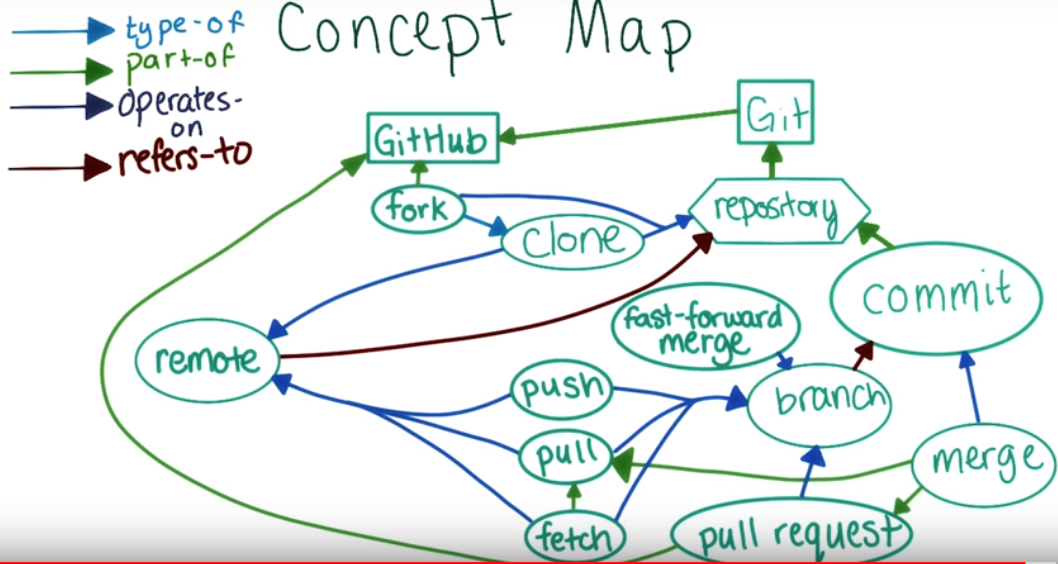 type-of
part-of
operates-
on
refers-to
Concept Map
GitHub
Git
fork
clone
repository
commit
fast-forward
merge
remote
push
branch
pull
merge
fetch
pull request